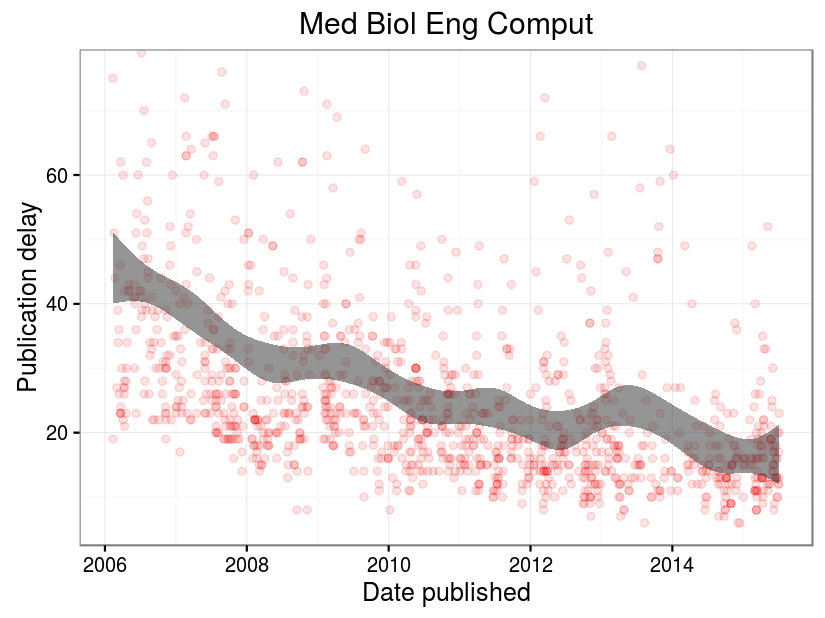 Med Biol Eng Comput
Publication delay
60
40
20
2006 2008 2010 2012 2014
Date published